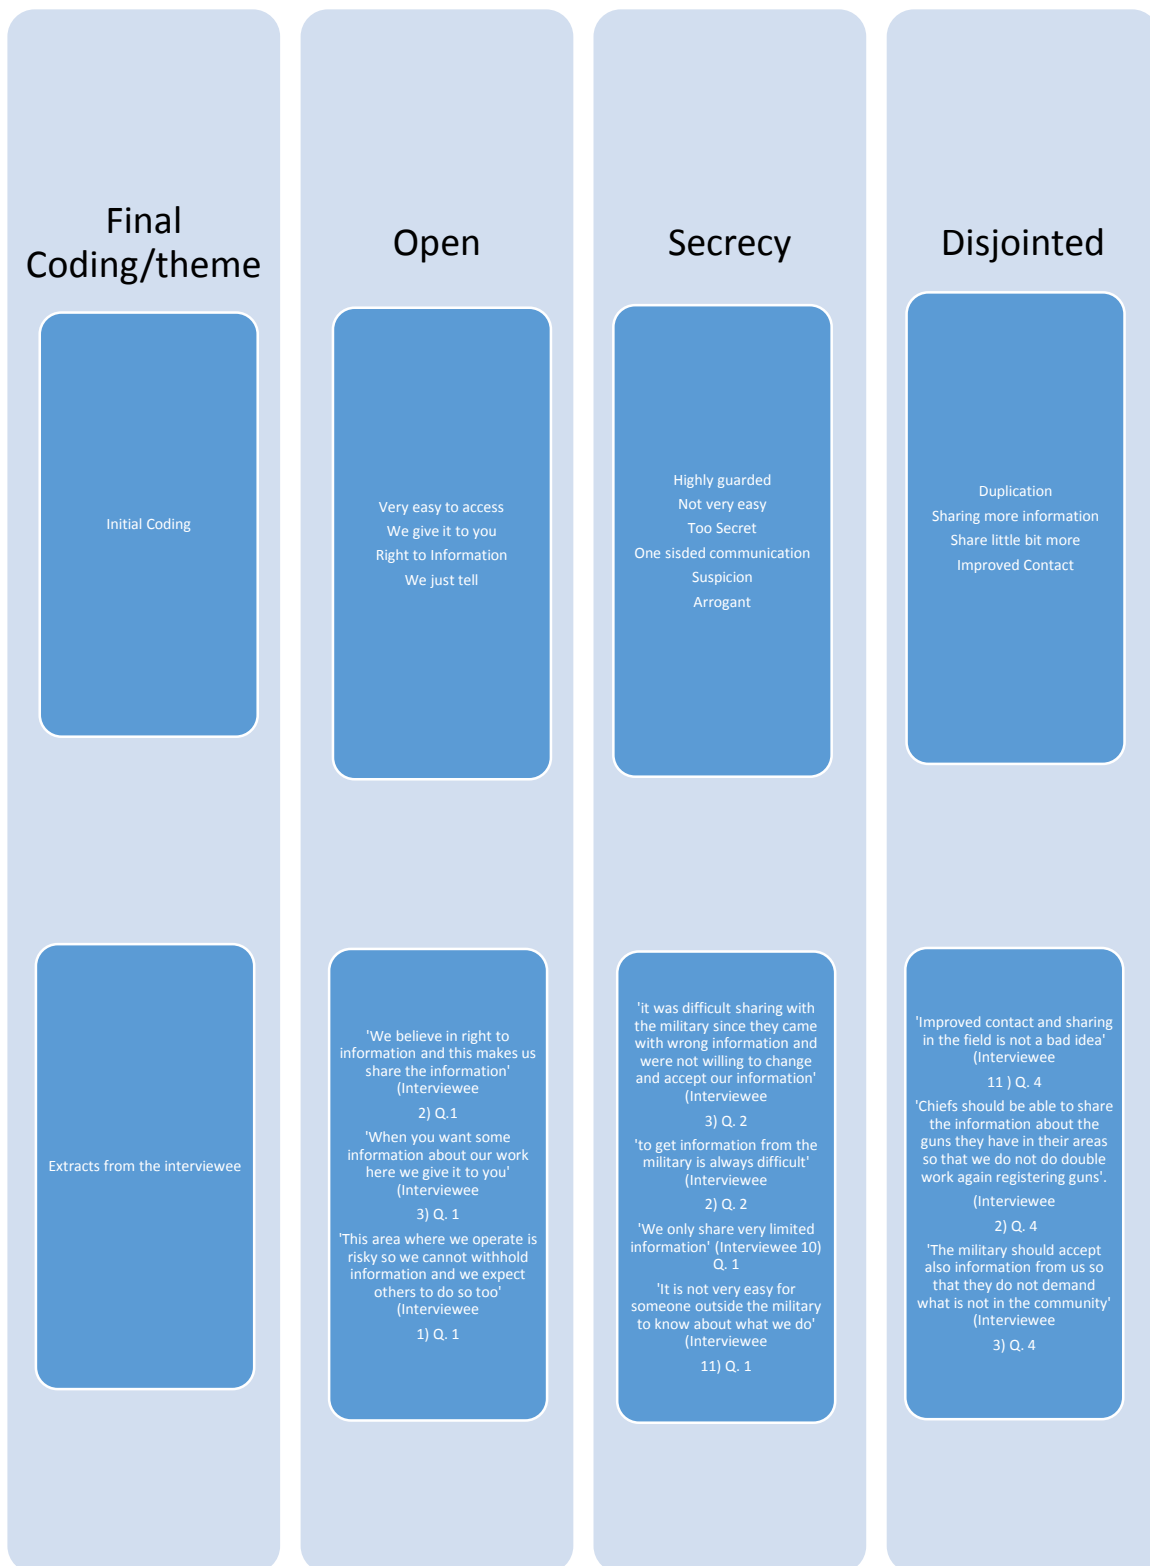 Final
Coding/theme
Initial Coding
Extracts from the interviewee
Open
Very easy to access
We give it to you
Right to Information
We just tell
'We believe in right to
information and this makes us
share the information'
(Interviewee
2) Q.1
'When you want some
information about our work
here we give it to you'
(Interviewee
3) Q. 1
'This area where we operate is
risky so we cannot withhold
information and we expect
others to do so too'
(Interviewee
1) Q. 1
Secrecy
Highly guarded
Not very easy
Too Secret
One sisded communication
Suspicion
Arrogant
'it was difficult sharing with
the military since they came
with wrong information and
were not willing to change
and accept our information'
(Interviewee
3) Q. 2
'to get information from the
military is always difficult'
(Interviewee
2) Q. 2
'We only share very limited
information' (Interviewee 10)
Q. 1
'It is not very easy for
someone outside the military
to know about what we do'
(Interviewee
11) Q. 1
Disjointed
Duplication
Sharing more information
Share little bit more
Improved Contact
'Improved contact and sharing
in the field is not a bad idea'
(Interviewee
11 ) Q. 4
'Chiefs should be able to share
the information about the
guns they have in their areas
so that we do not do double
work again registering guns'.
(Interviewee
2) Q. 4
'The military should accept
also information from us so
that they do not demand
what is not in the community'
(Interviewee
3) Q. 4